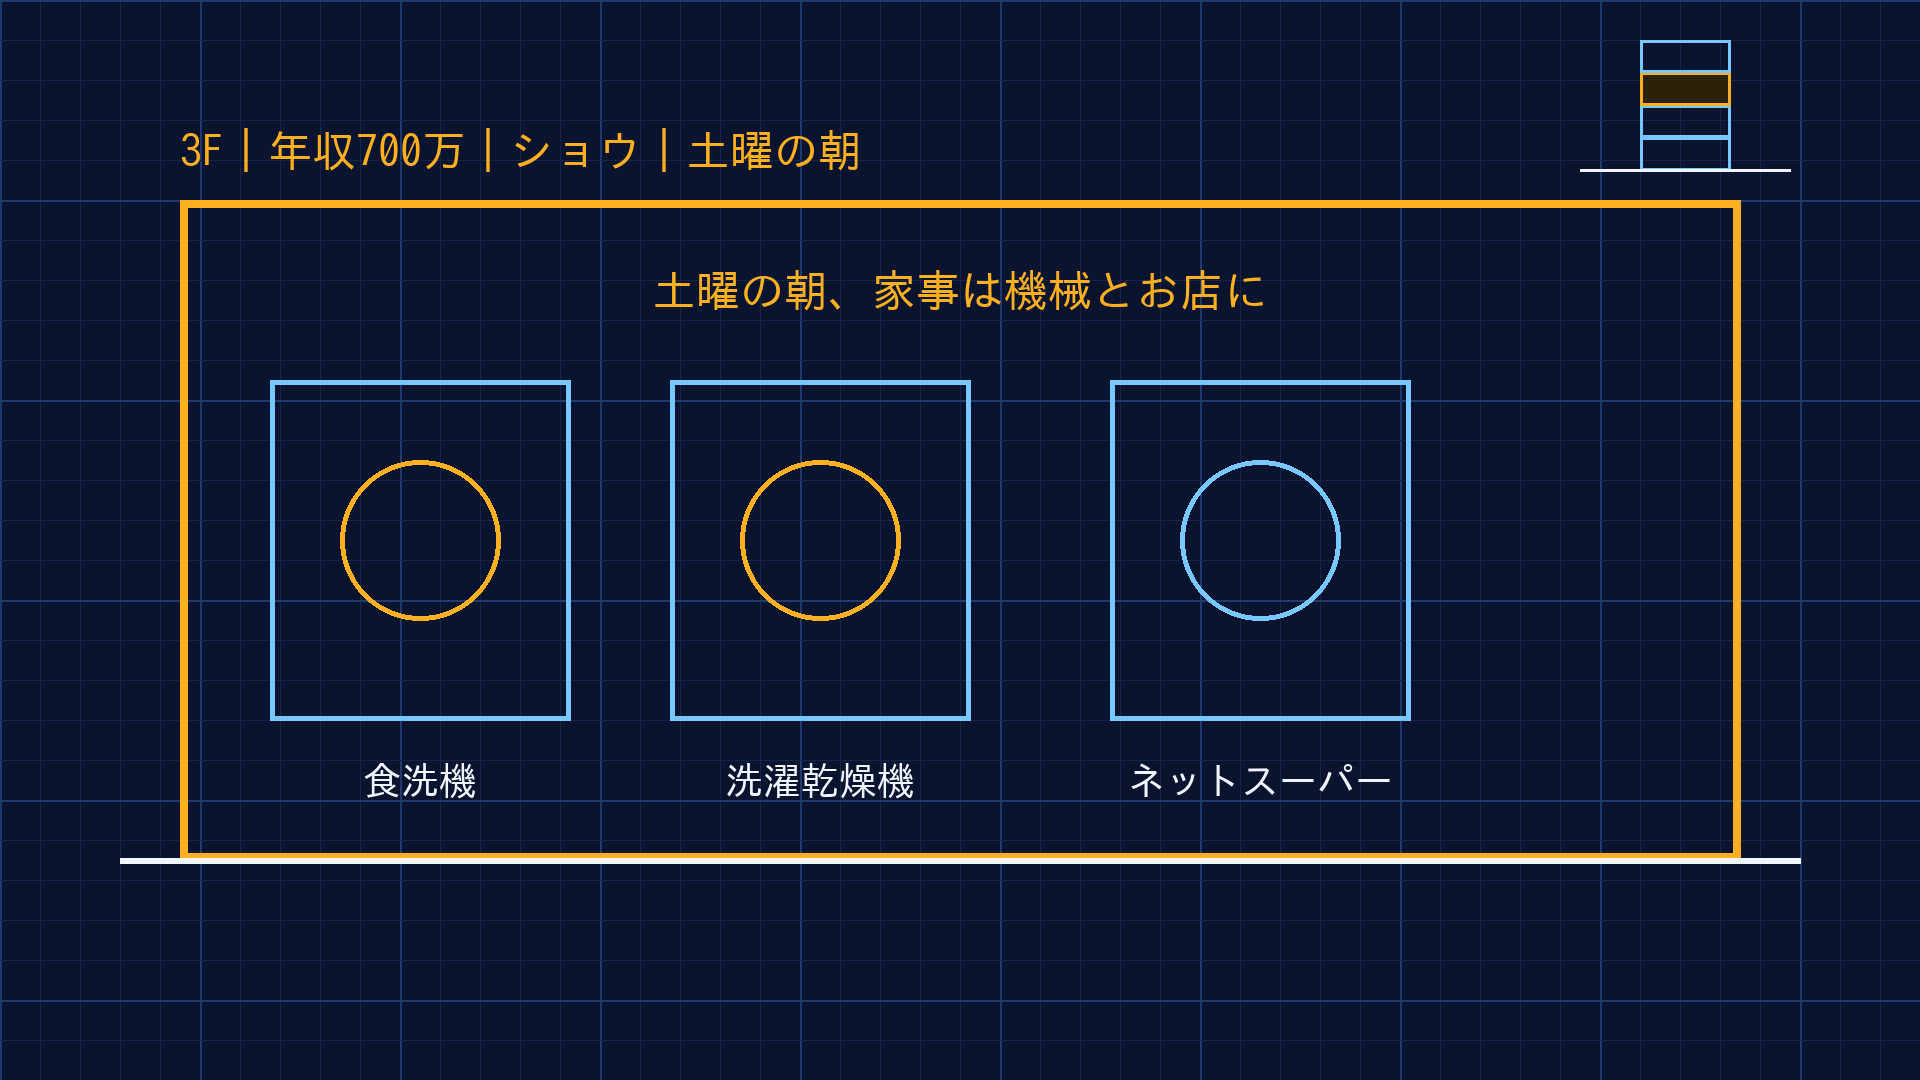 3F｜年収700万｜ショウ｜土曜の朝
土曜の朝、家事は機械とお店に
食洗機
洗濯乾燥機
ネットスーパー